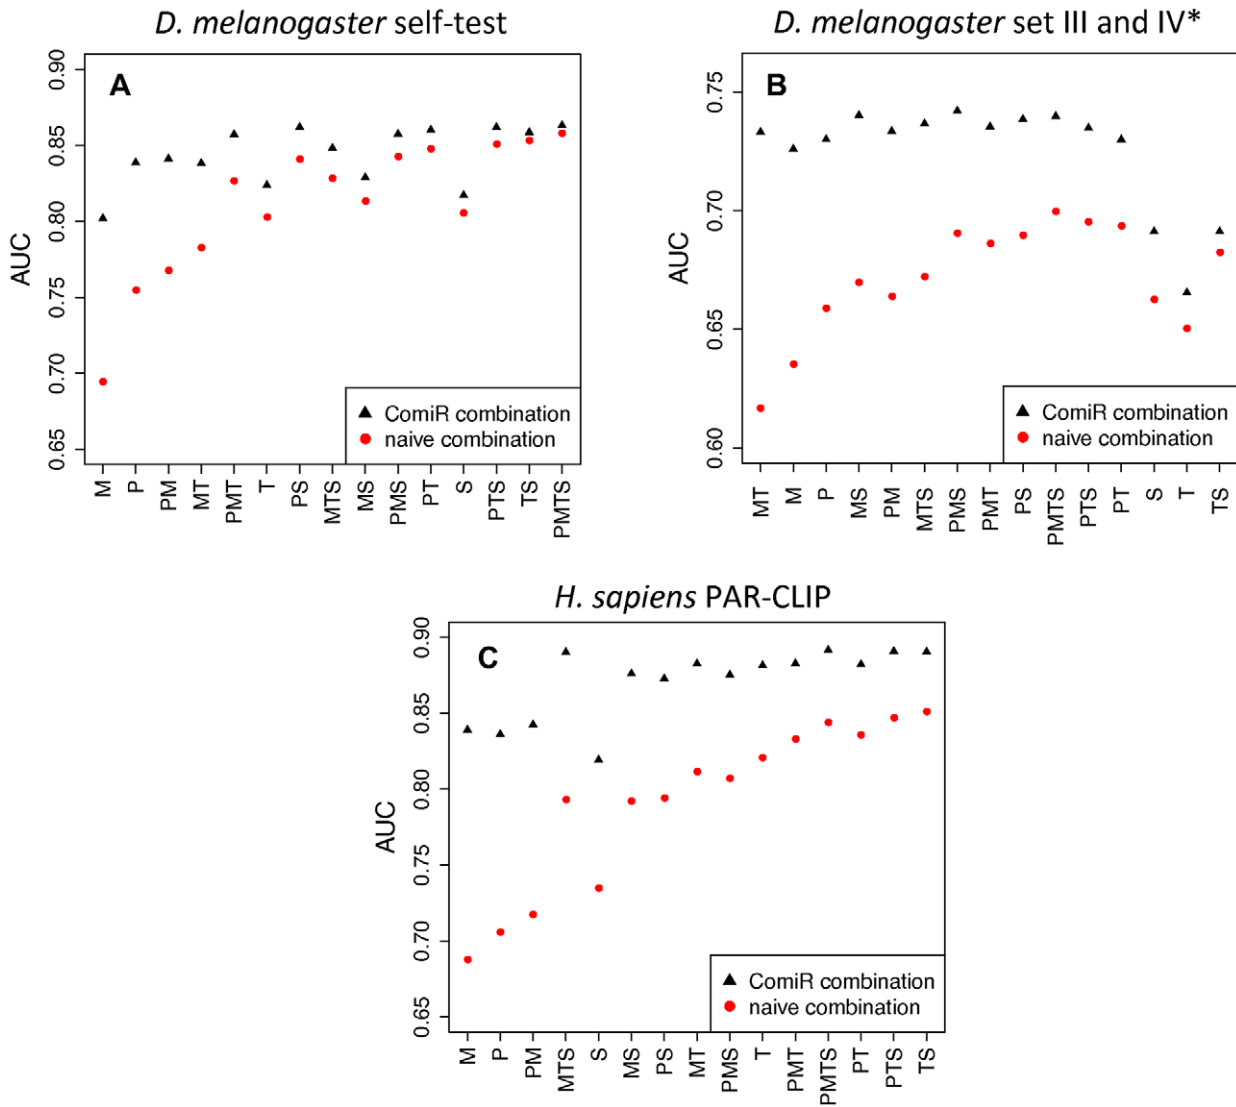 D. melanogaster self-test
D. melanogaster set III and IV*
A
AUC
0.90
0.85
0.80
0.75
0.70
0.65
ComiR combination
naive combination
M P PM MT PMT T PS MTS MS PMS PT S PTS TS PMTS
B
AUC
0.75
0.70
0.65
0.60
ComiR combination
naive combination
MT M P MS PM MTS PMS PMT PS PMTS PTS PT S T TS
H. sapiens PAR-CLIP
C
AUC
0.90
0.85
0.80
0.75
0.70
0.65
ComiR combination
naive combination
M P PM MTS S MS PS MT PMS T PMT PMTS PT PTS TS